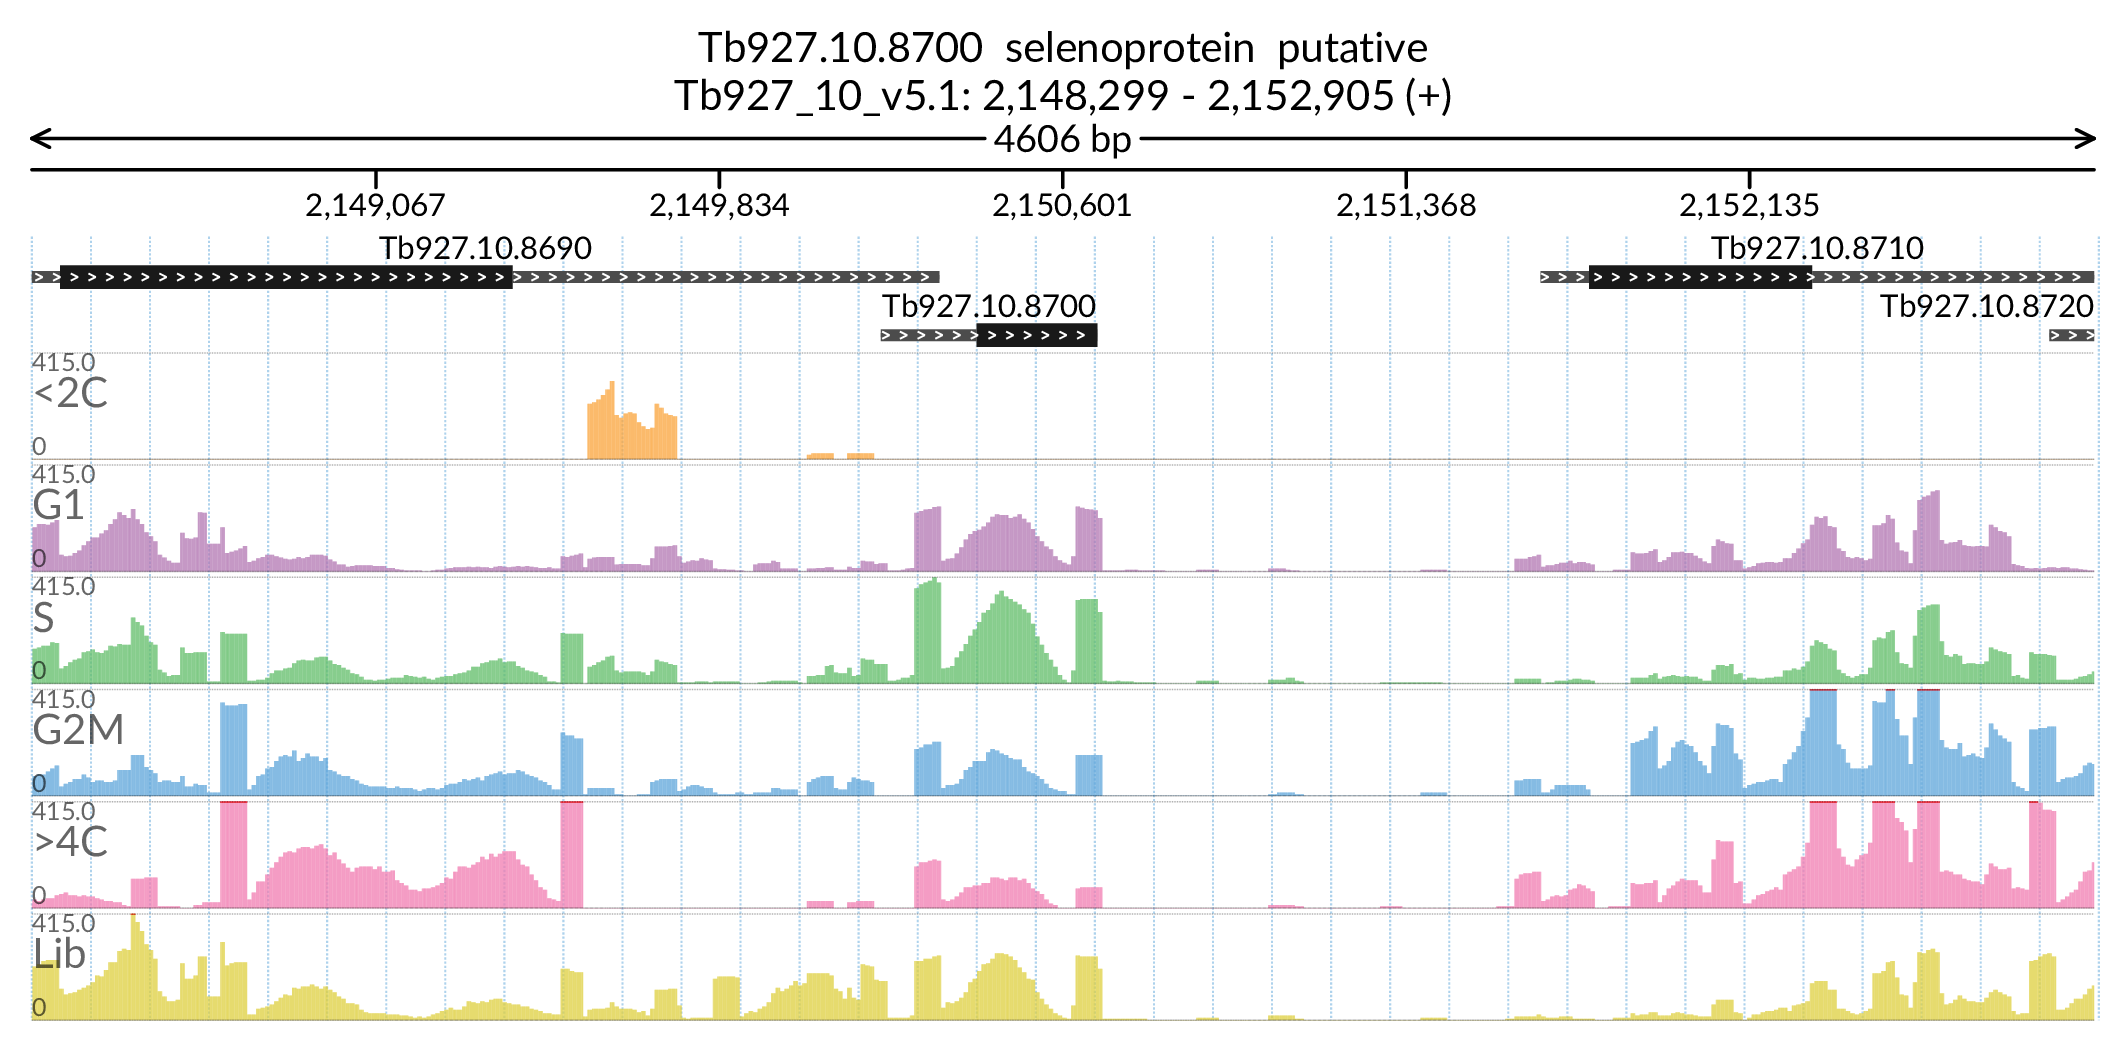 Tb927.10.8700 selenoprotein putative
Tb927_10_v5.1: 2,148,299 - 2,152,905 (+)
4606 bp
2,149,067 2,149,834 2,150,601 2,151,368 2,152,135
Tb927.10.8690 Tb927.10.8710
Tb927.10.8700 Tb927.10.8720
415.0
<2C
0
415.0
G1
0
415.0
S
0
415.0
G2M
0
415.0
>4C
0
415.0
Lib
0